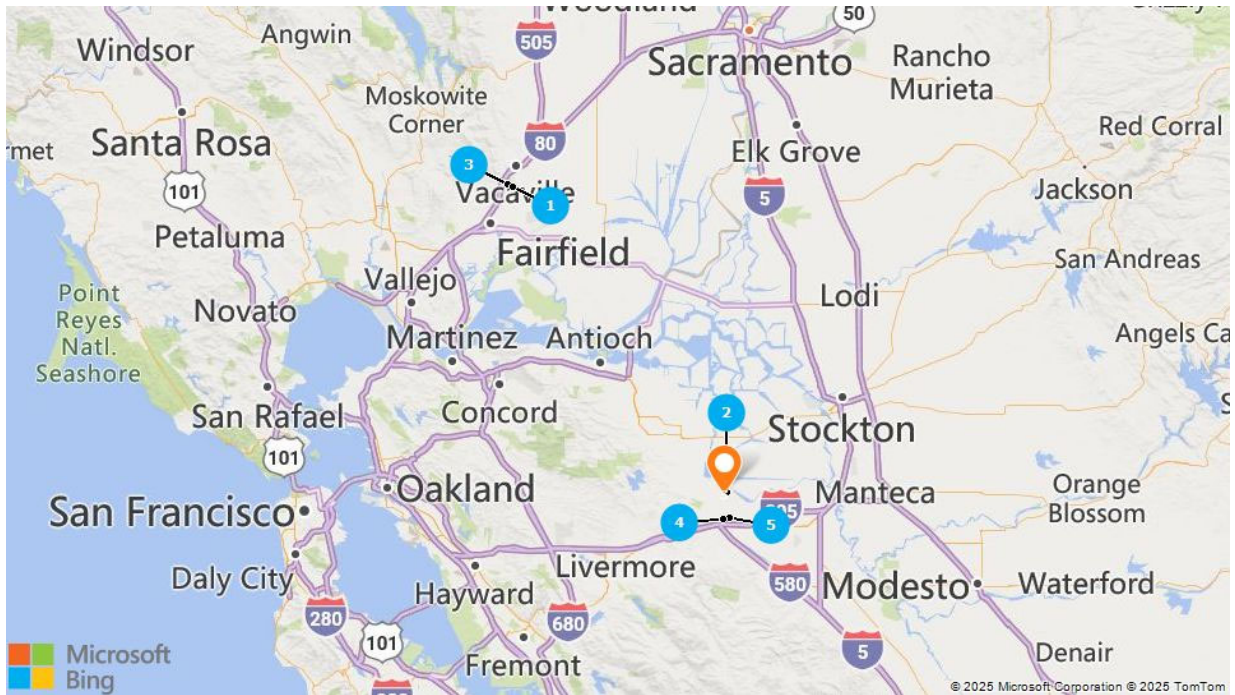 Woodland
50
Windsor
Angwin
505
Sacramento
Rancho
Murieta
Moskowite
Corner
80
Red Corral
Santa Rosa
Elk Grove
101
3
Vacaville
1
5
Jackson
Petaluma
Fairfield
San Andreas
Vallejo
Lodi
Point
Reyes
Natl.
Seashore
Novato
Martinez
Antioch
Angels Ca
San Rafael
Concord
2
Stockton
101
Oakland
Manteca
Orange
Blossom
San Francisco
4
5
Daly City
Livermore
580
Modesto
Waterford
Hayward
280
680
101
5
Denair
Fremont
Microsoft
Bing
© 2025 Microsoft Corporation © 2025 TomTom